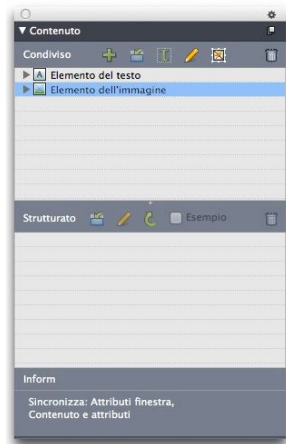 Contenuto
Condiviso
A Elemento del testo
Elemento dell'immagine
Strutturato Esempio
Inform
Sincronizza: Attributi finestra,
Contenuto e attributi